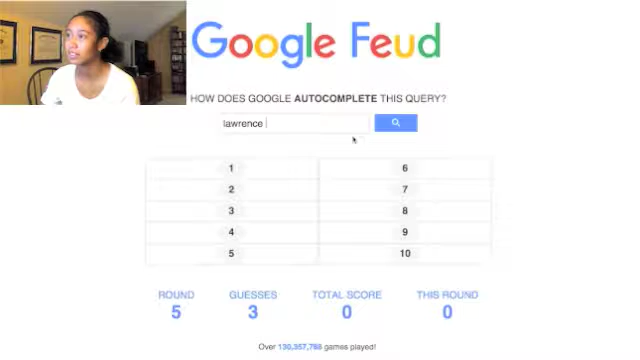 Google Feud
HOW DOES GOOGLE AUTOCOMPLETE THIS QUERY?
lawrence
1 6
2 7
3 8
4 9
5 10
ROUND GUESSES TOTAL SCORE THIS ROUND
5 3 0 0
Over 130,357,798 games played!